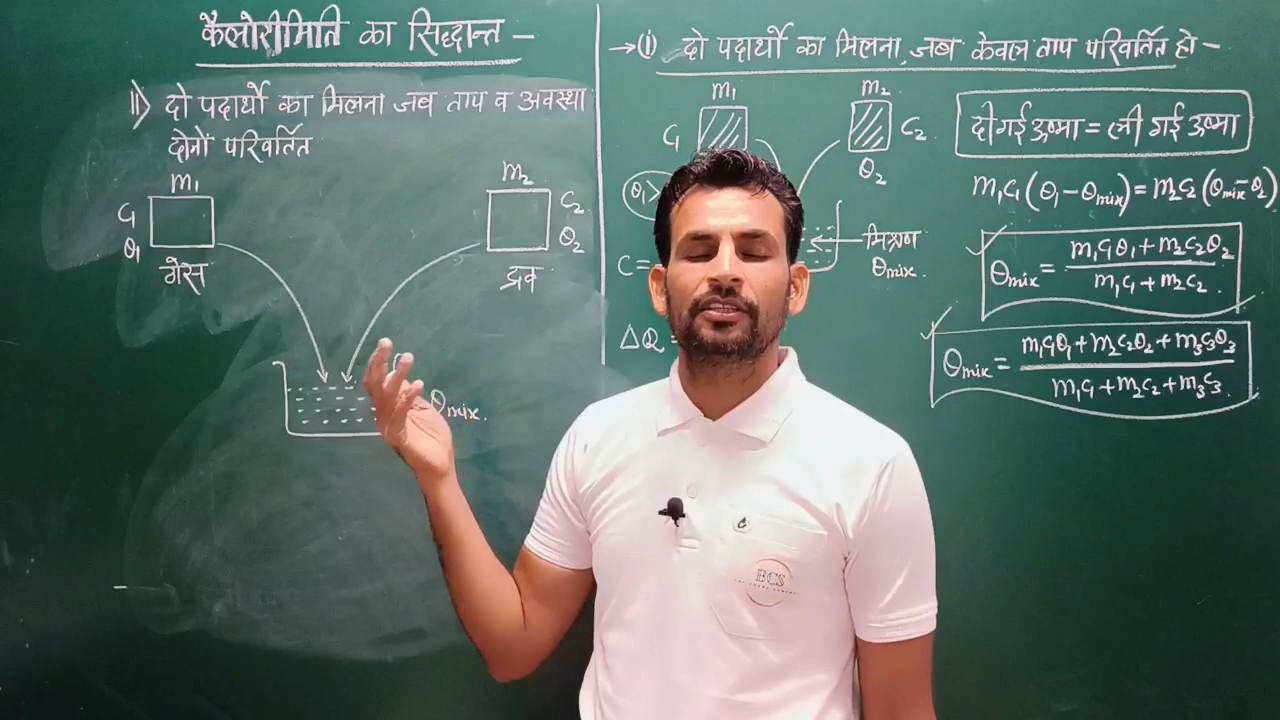 कैलोरीमिति का सिद्धान्त –
ii) दो पदार्थो का मिलना जब ताप व अवस्था
दोनों परिवर्तित
m₁
C₁
θ₁
गैस
m₂
C₂
θ₂
द्रव
θmix.
→(i) दो पदार्थो का मिलना, जब केवल ताप परिवर्तित हो –
m₁
C₁
θ₁>
C=
ΔQ
m₂
C₂
θ₂
मिश्रण
θmix.
दी गई ऊष्मा = ली गई ऊष्मा
m₁C₁(θ₁-θmix) = m₂C₂(θmix-θ₂)
θmix = (m₁C₁θ₁ + m₂C₂θ₂)/(m₁C₁ + m₂C₂.)
θmix = (m₁C₁θ₁ + m₂C₂θ₂ + m₃C₃θ₃)/(m₁C₁ + m₂C₂ + m₃C₃.)
BCS